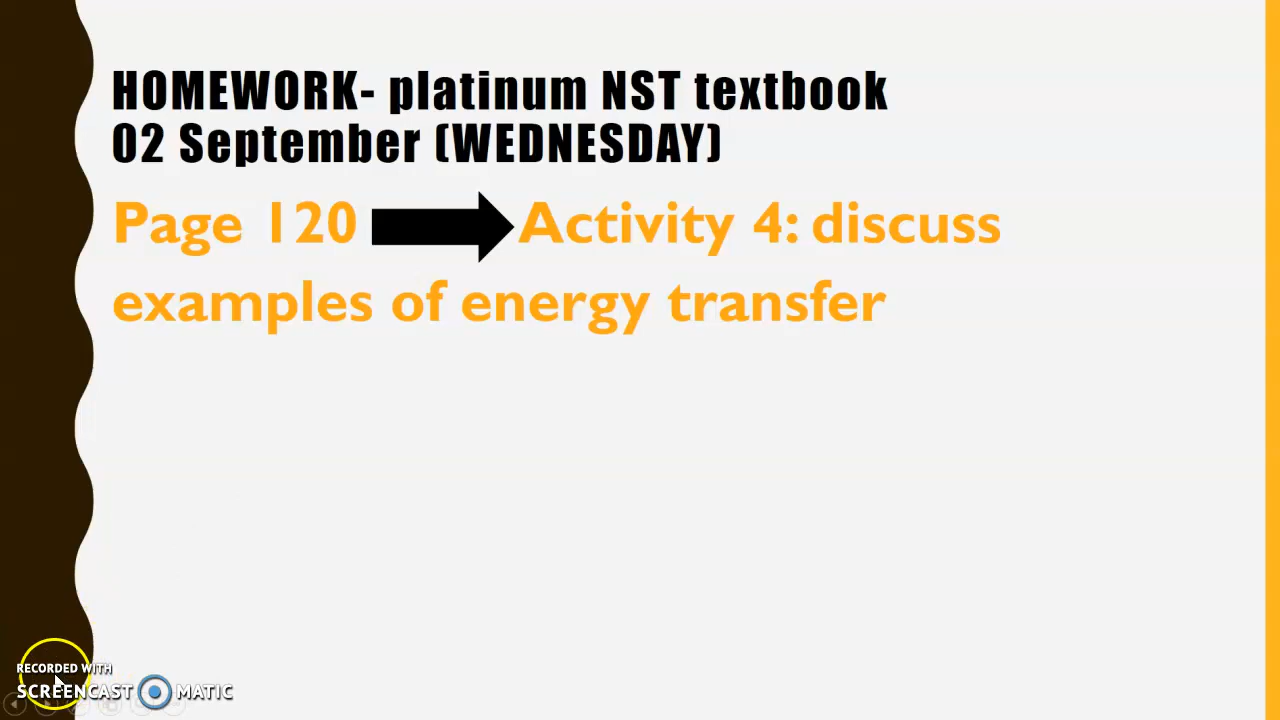 HOMEWORK- platinum NST textbook
02 September (WEDNESDAY)
Page 120 Activity 4: discuss
examples of energy transfer
RECORDED WITH
SCREENCAST MATIC